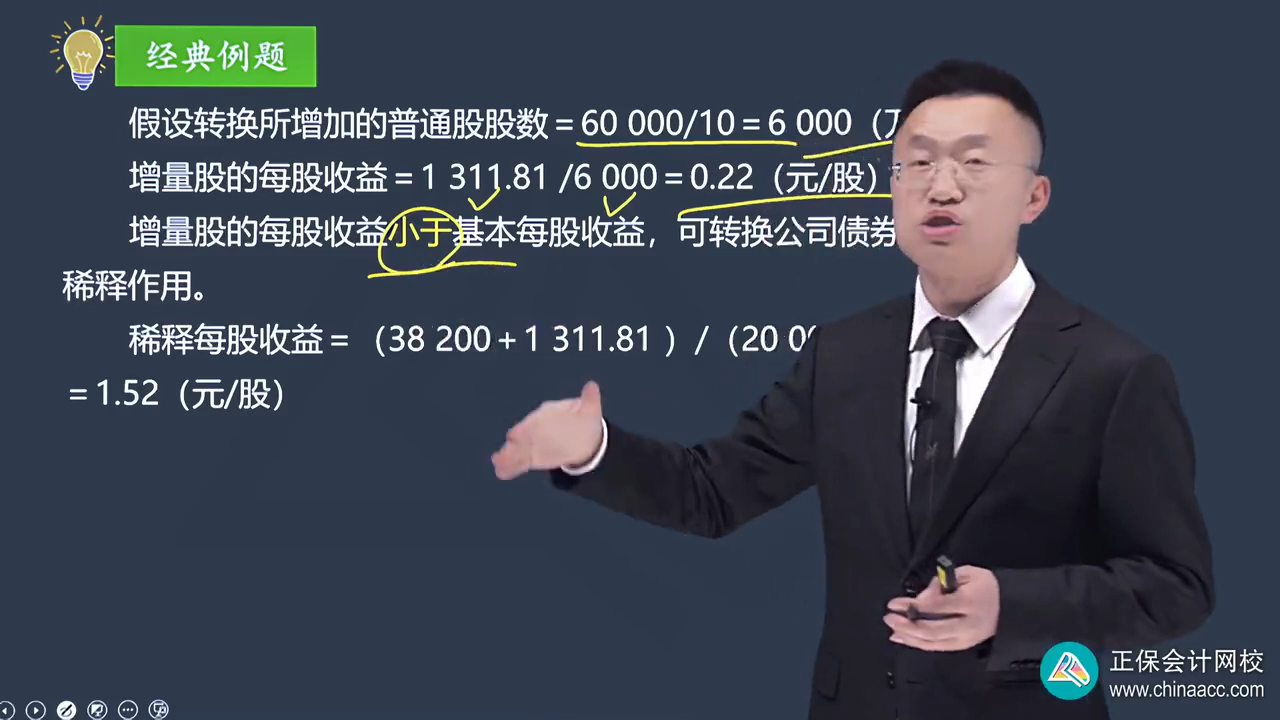 经典例题
假设转换所增加的普通股股数＝60 000/10＝6 000（
增量股的每股收益＝1 311.81 /6 000＝0.22（元/股）
增量股的每股收益小于基本每股收益，可转换公司债券
稀释作用。
稀释每股收益＝（38 200＋1 311.81 ）/（20 0
＝1.52（元/股）
正保会计网校
www.chinaacc.com